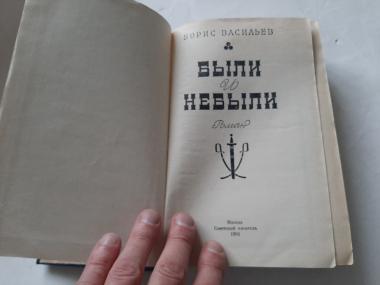 БОРИС ВАСИЛЬЕВ
БЫЛИ
И
НЕБЫЛИ
Роман
Москва
Советский писатель